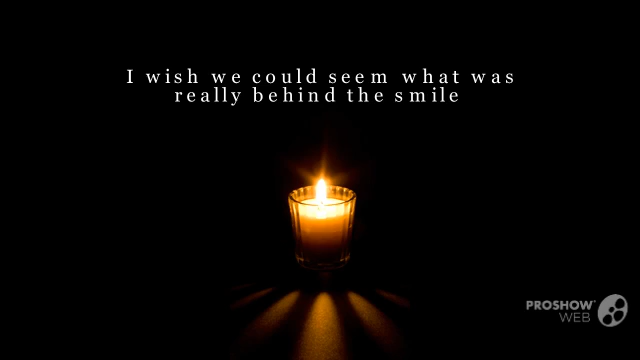 I wish we could seem what was
really behind the smile
PROSHOW
WEB